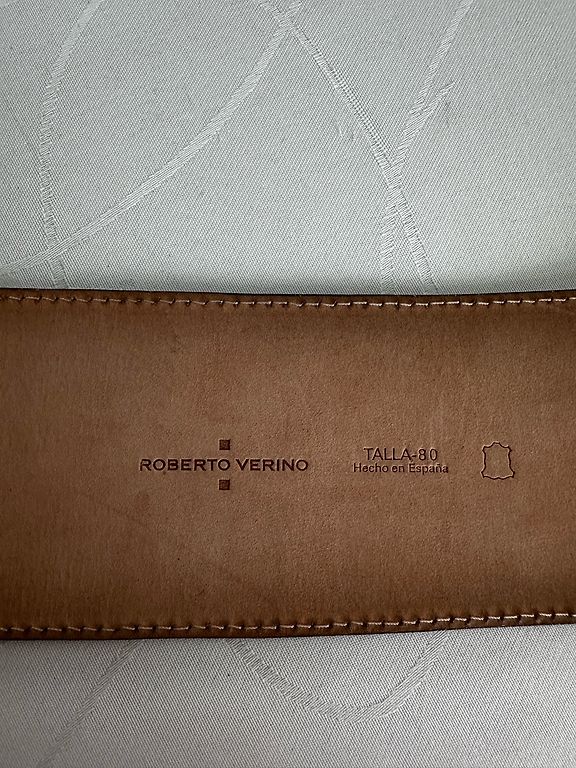 ROBERTO VERINO
TALLA-80
Hecho en España